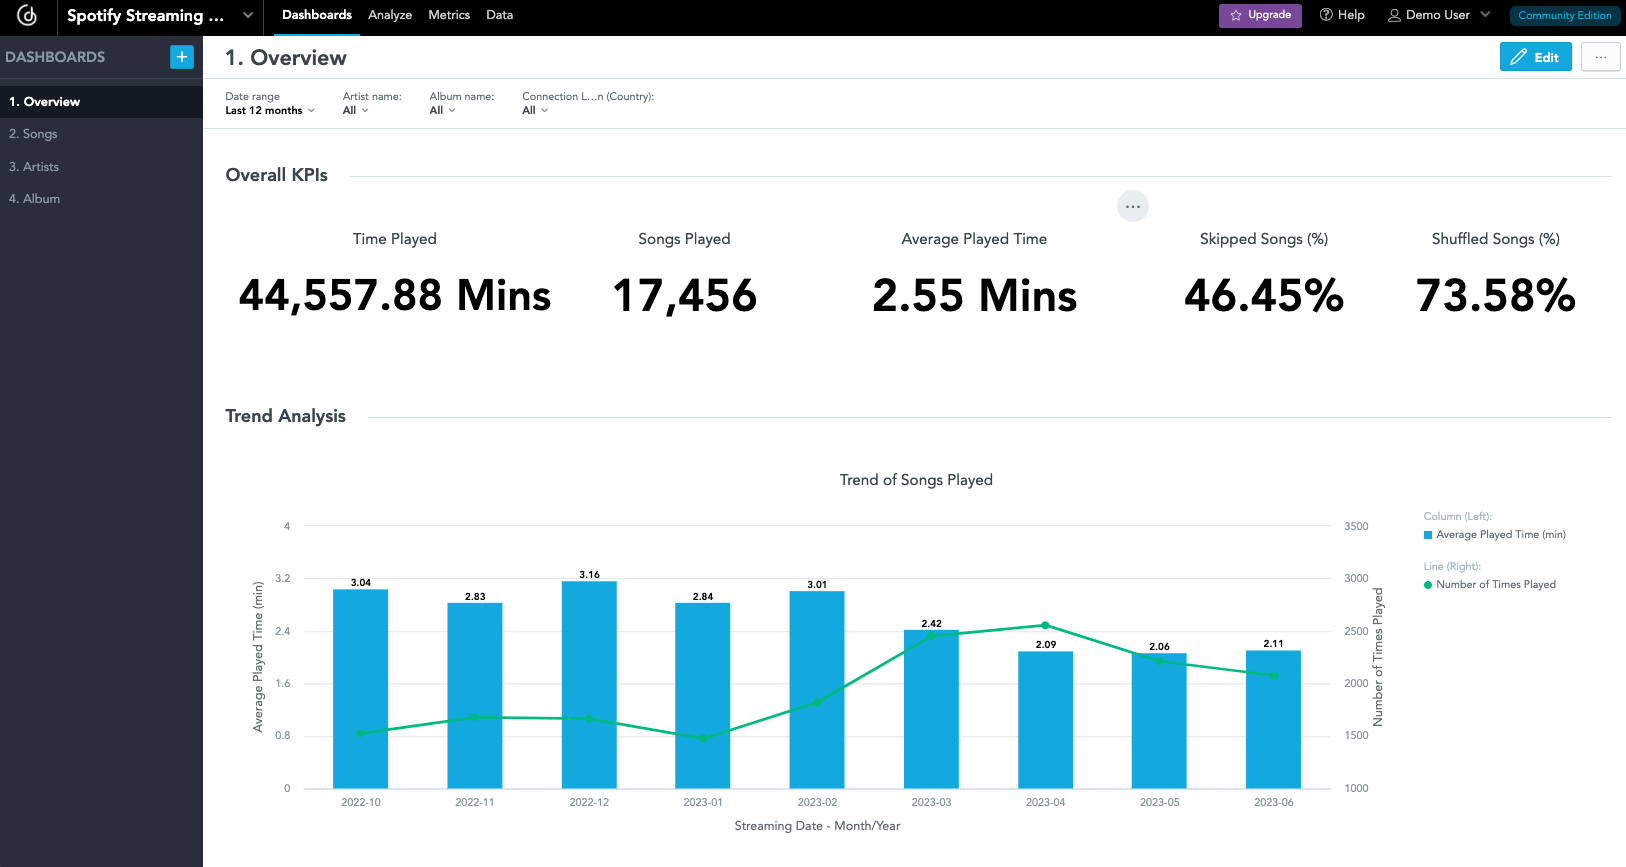 Spotify Streaming ...
Dashboards Analyze Metrics Data
Upgrade Help Demo User Community Edition
DASHBOARDS +
1. Overview
2. Songs
3. Artists
4. Album
1. Overview
Edit ...
Date range Artist name: Album name: Connection L...n (Country):
Last 12 months All All All
Overall KPIs
...
Time Played Songs Played Average Played Time Skipped Songs (%) Shuffled Songs (%)
44,557.88 Mins 17,456 2.55 Mins 46.45% 73.58%
Trend Analysis
Trend of Songs Played
Average Played Time (min)
4
3.2
2.4
1.6
0.8
0
3.04 2.83 3.16 2.84 3.01 2.42 2.09 2.06 2.11
3500
3000
2500
2000
1500
1000
Number of Times Played
2022-10 2022-11 2022-12 2023-01 2023-02 2023-03 2023-04 2023-05 2023-06
Streaming Date - Month/Year
Column (Left):
Average Played Time (min)
Line (Right):
Number of Times Played